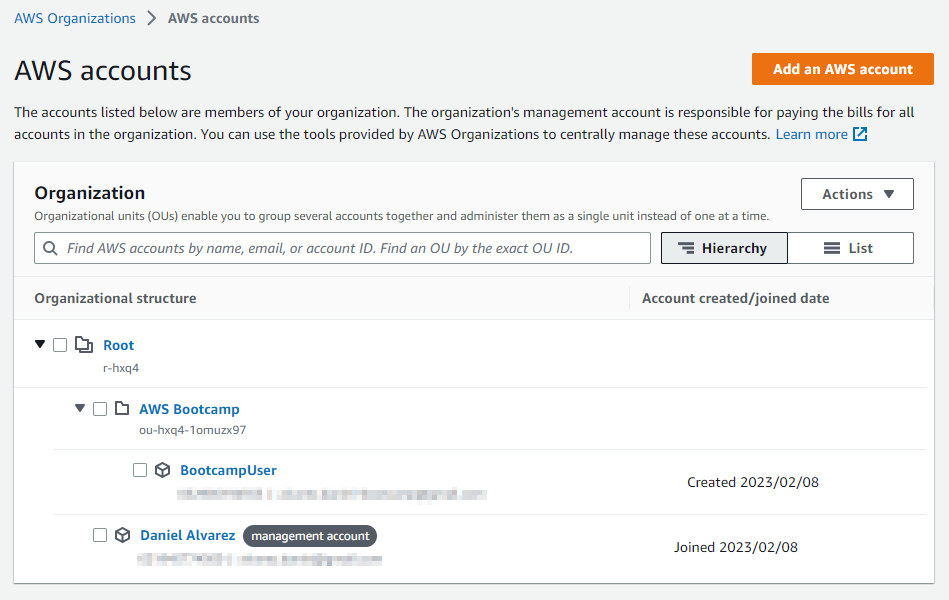 AWS Organizations > AWS accounts
AWS accounts
Add an AWS account
The accounts listed below are members of your organization. The organization's management account is responsible for paying the bills for all
accounts in the organization. You can use the tools provided by AWS Organizations to centrally manage these accounts. Learn more
Organization
Actions
Organizational units (OUs) enable you to group several accounts together and administer them as a single unit instead of one at a time.
Find AWS accounts by name, email, or account ID. Find an OU by the exact OU ID.
Hierarchy
List
Organizational structure
Account created/joined date
Root
r-hxq4
AWS Bootcamp
ou-hxq4-1omuzx97
BootcampUser
Created 2023/02/08
Daniel Alvarez management account
Joined 2023/02/08